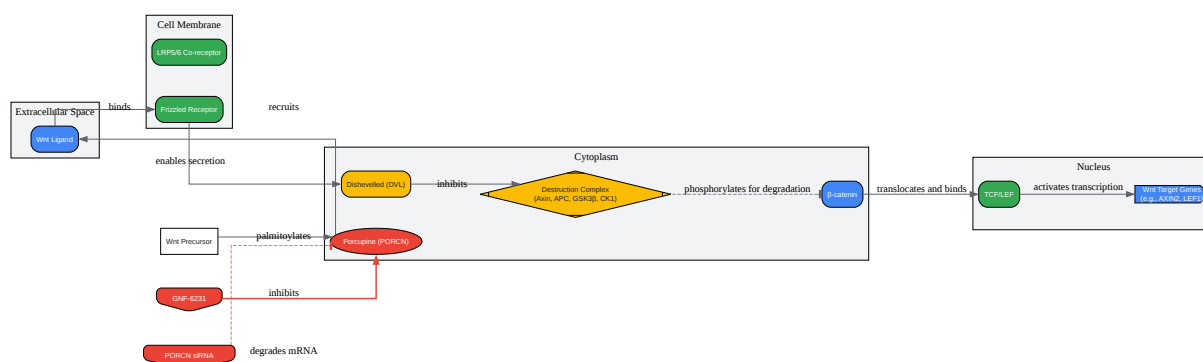 Cell Membrane
LRP5/6 Co-receptor
Frizzled Receptor
binds
recruits
Extracellular Space
Wnt Ligand
enables secretion
Cytoplasm
Dishevelled (DVL)
inhibits
Destruction Complex
(Axin, APC, GSK3β, CK1)
phosphorylates for degradation
β-catenin
translocates and binds
Nucleus
TCF/LEF
activates transcription
Wnt Target Genes
(e.g., AXIN2, LEF1)
Wnt Precursor
palmitoylates
Porcupine (PORCN)
GNF-6231
inhibits
PORCN siRNA
degrades mRNA